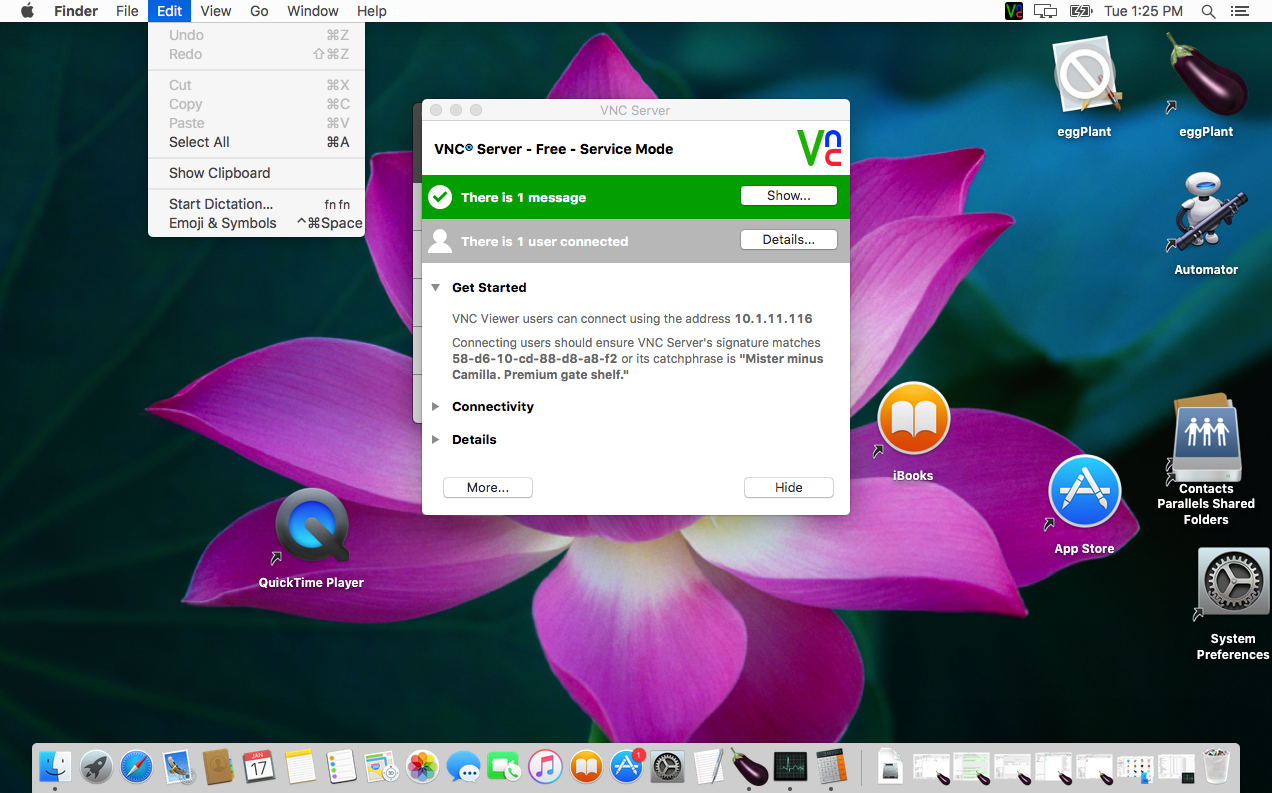 Finder File Edit View Go Window Help
Tue 1:25 PM
Undo ⌘Z
Redo ⇧⌘Z
Cut ⌘X
Copy ⌘C
Paste ⌘V
Select All ⌘A
Show Clipboard
Start Dictation... fn fn
Emoji & Symbols ^⌘Space
VNC Server
VNC® Server - Free - Service Mode
There is 1 message
Show...
There is 1 user connected
Details...
Get Started
VNC Viewer users can connect using the address 10.1.11.116
Connecting users should ensure VNC Server's signature matches
58-d6-10-cd-88-d8-a8-f2 or its catchphrase is "Mister minus
Camilla. Premium gate shelf."
Connectivity
Details
More...
Hide
eggPlant
eggPlant
Automator
iBooks
Contacts
Parallels Shared
Folders
App Store
QuickTime Player
System
Preferences
JAN
17
1